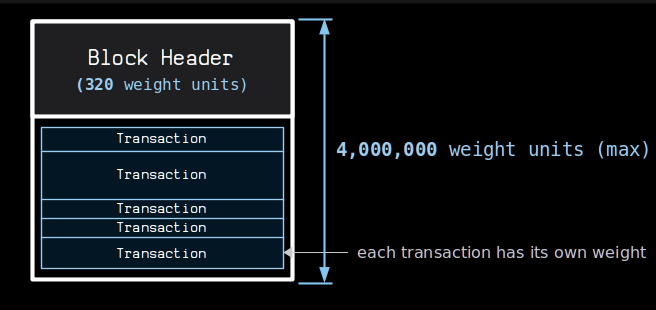 Block Header
(320 weight units)
Transaction
Transaction
Transaction
Transaction
Transaction
4,000,000 weight units (max)
each transaction has its own weight